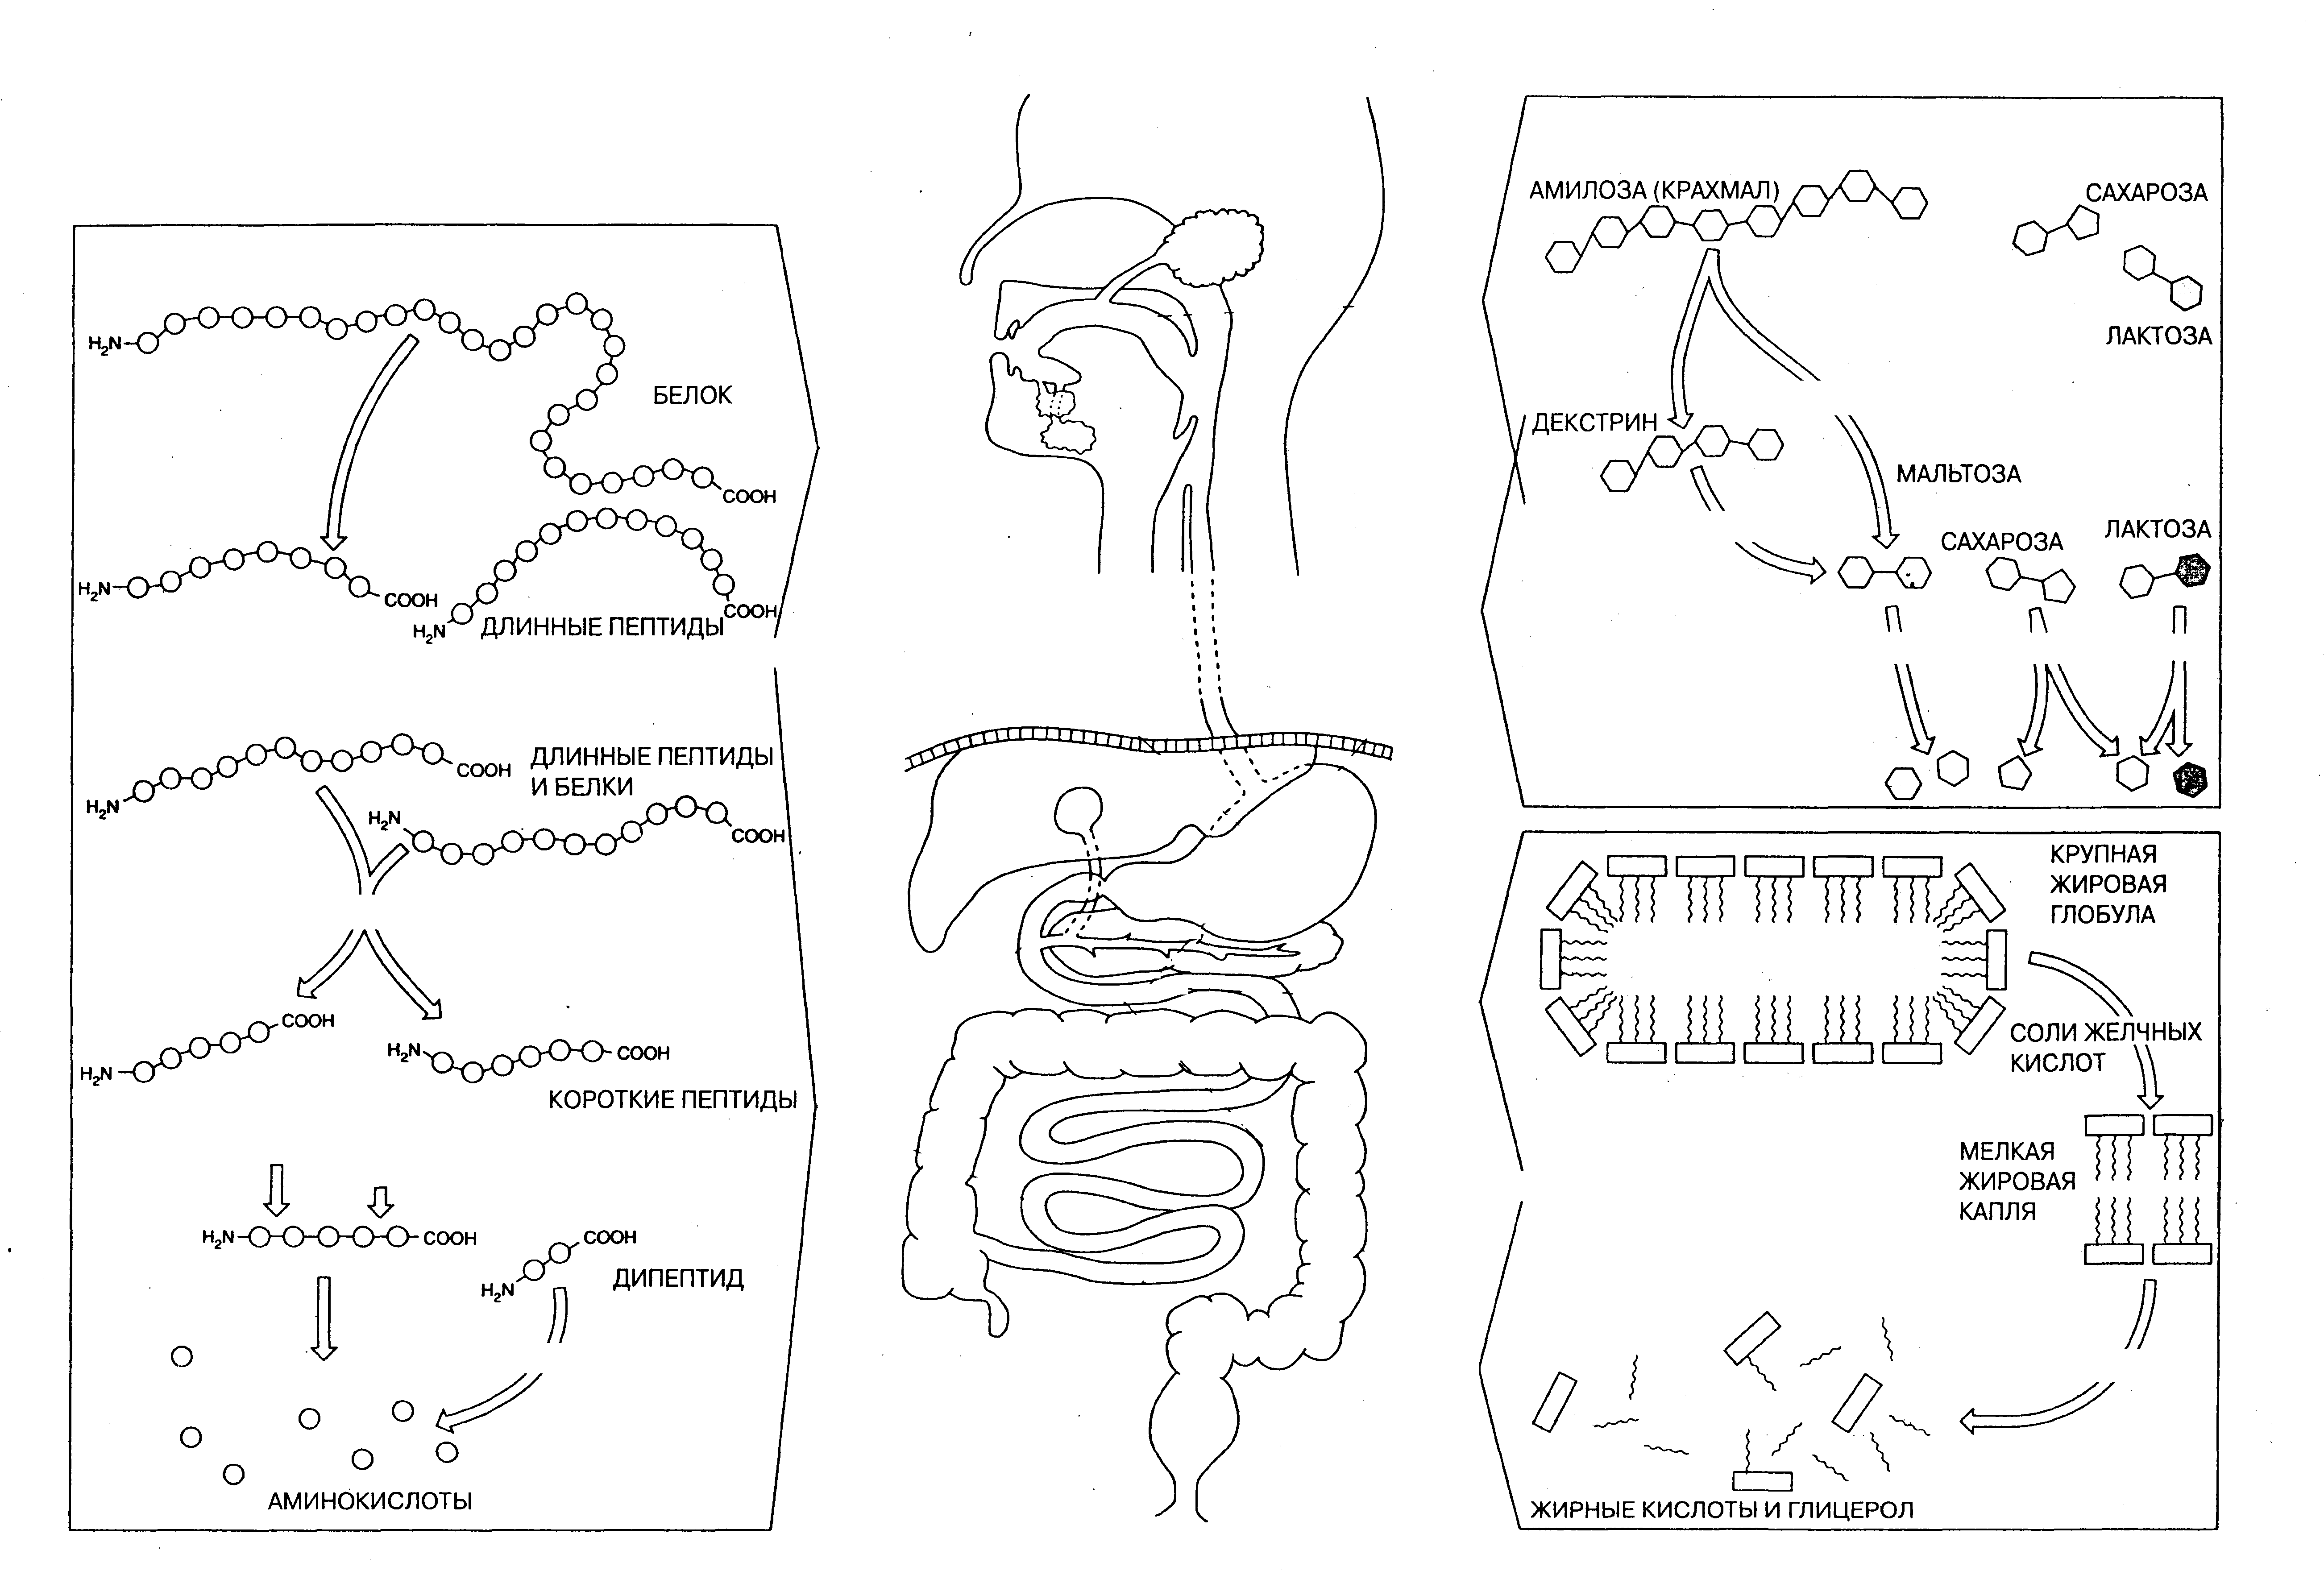 H₂N
БЕЛОК
COOH
H₂N
COOH
H₂N
COOH
ДЛИННЫЕ ПЕПТИДЫ
H₂N
COOH
ДЛИННЫЕ ПЕПТИДЫ
И БЕЛКИ
H₂N
COOH
H₂N
COOH
H₂N
COOH
КОРОТКИЕ ПЕПТИДЫ
H₂N
COOH
H₂N
COOH
ДИПЕПТИД
АМИНОКИСЛОТЫ
АМИЛОЗА (КРАХМАЛ)
САХАРОЗА
ЛАКТОЗА
ДЕКСТРИН
МАЛЬТОЗА
САХАРОЗА
ЛАКТОЗА
КРУПНАЯ
ЖИРОВАЯ
ГЛОБУЛА
СОЛИ ЖЕЛЧНЫХ
КИСЛОТ
МЕЛКАЯ
ЖИРОВАЯ
КАПЛЯ
ЖИРНЫЕ КИСЛОТЫ И ГЛИЦЕРОЛ